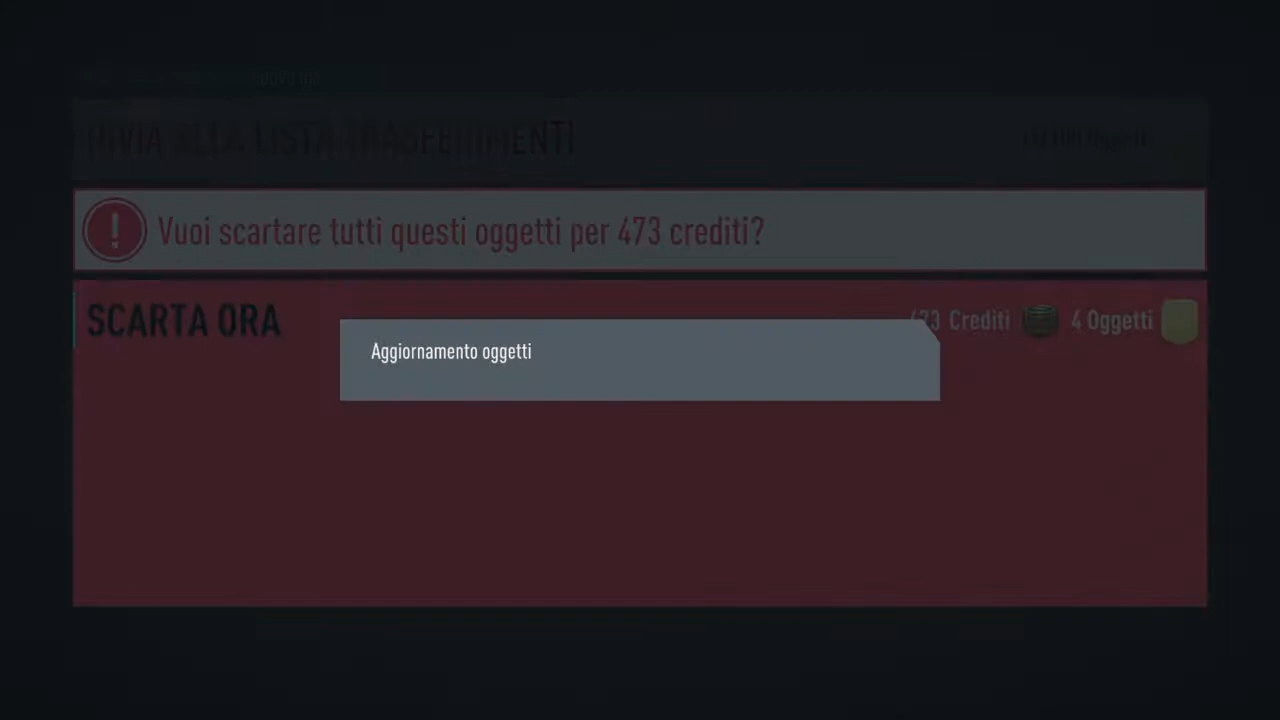 INVIA ALLA LISTA TRASFERIMENTI
Vuoi scartare tutti questi oggetti per 473 crediti?
SCARTA ORA
473 Crediti
4 Oggetti
Aggiornamento oggetti